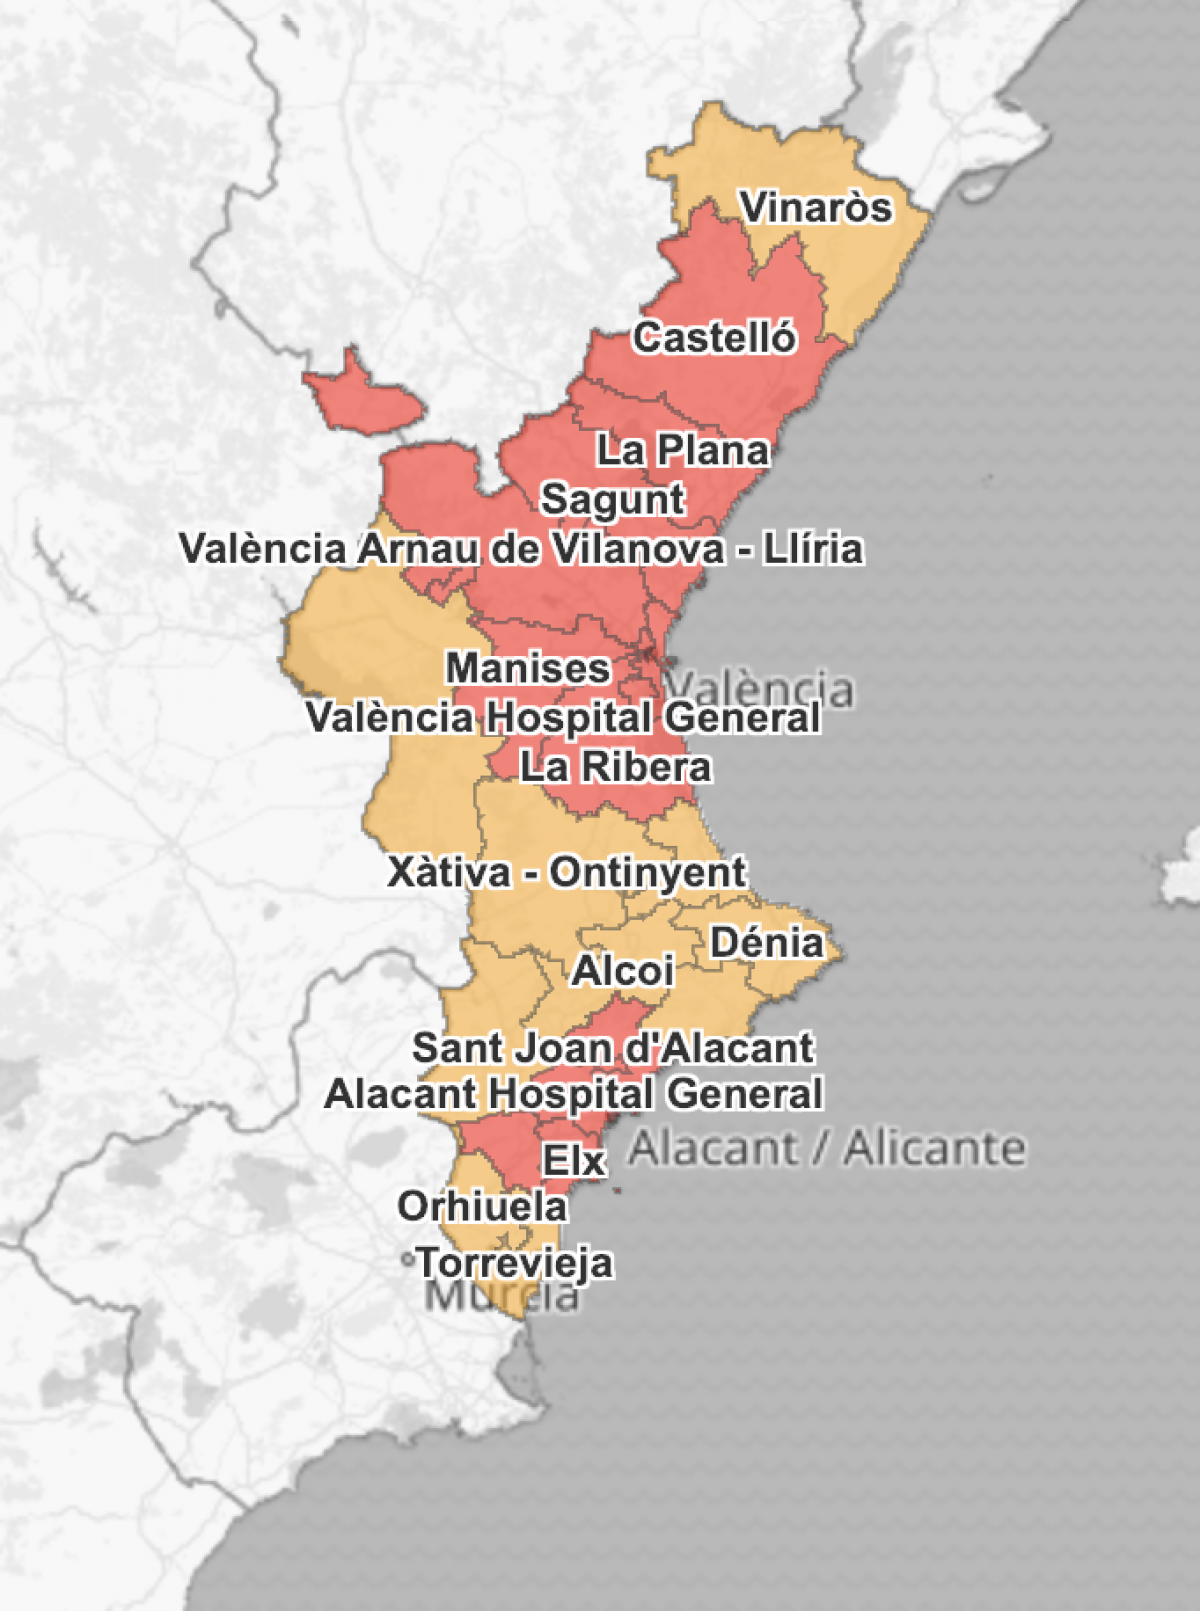 Vinaròs
Castelló
La Plana
Sagunt
València Arnau de Vilanova - Llíria
Manises
València
València Hospital General
La Ribera
Xàtiva - Ontinyent
Dénia
Alcoi
Sant Joan d'Alacant
Alacant Hospital General
Alacant / Alicante
Elx
Orhiuela
Torrevieja
Murcia